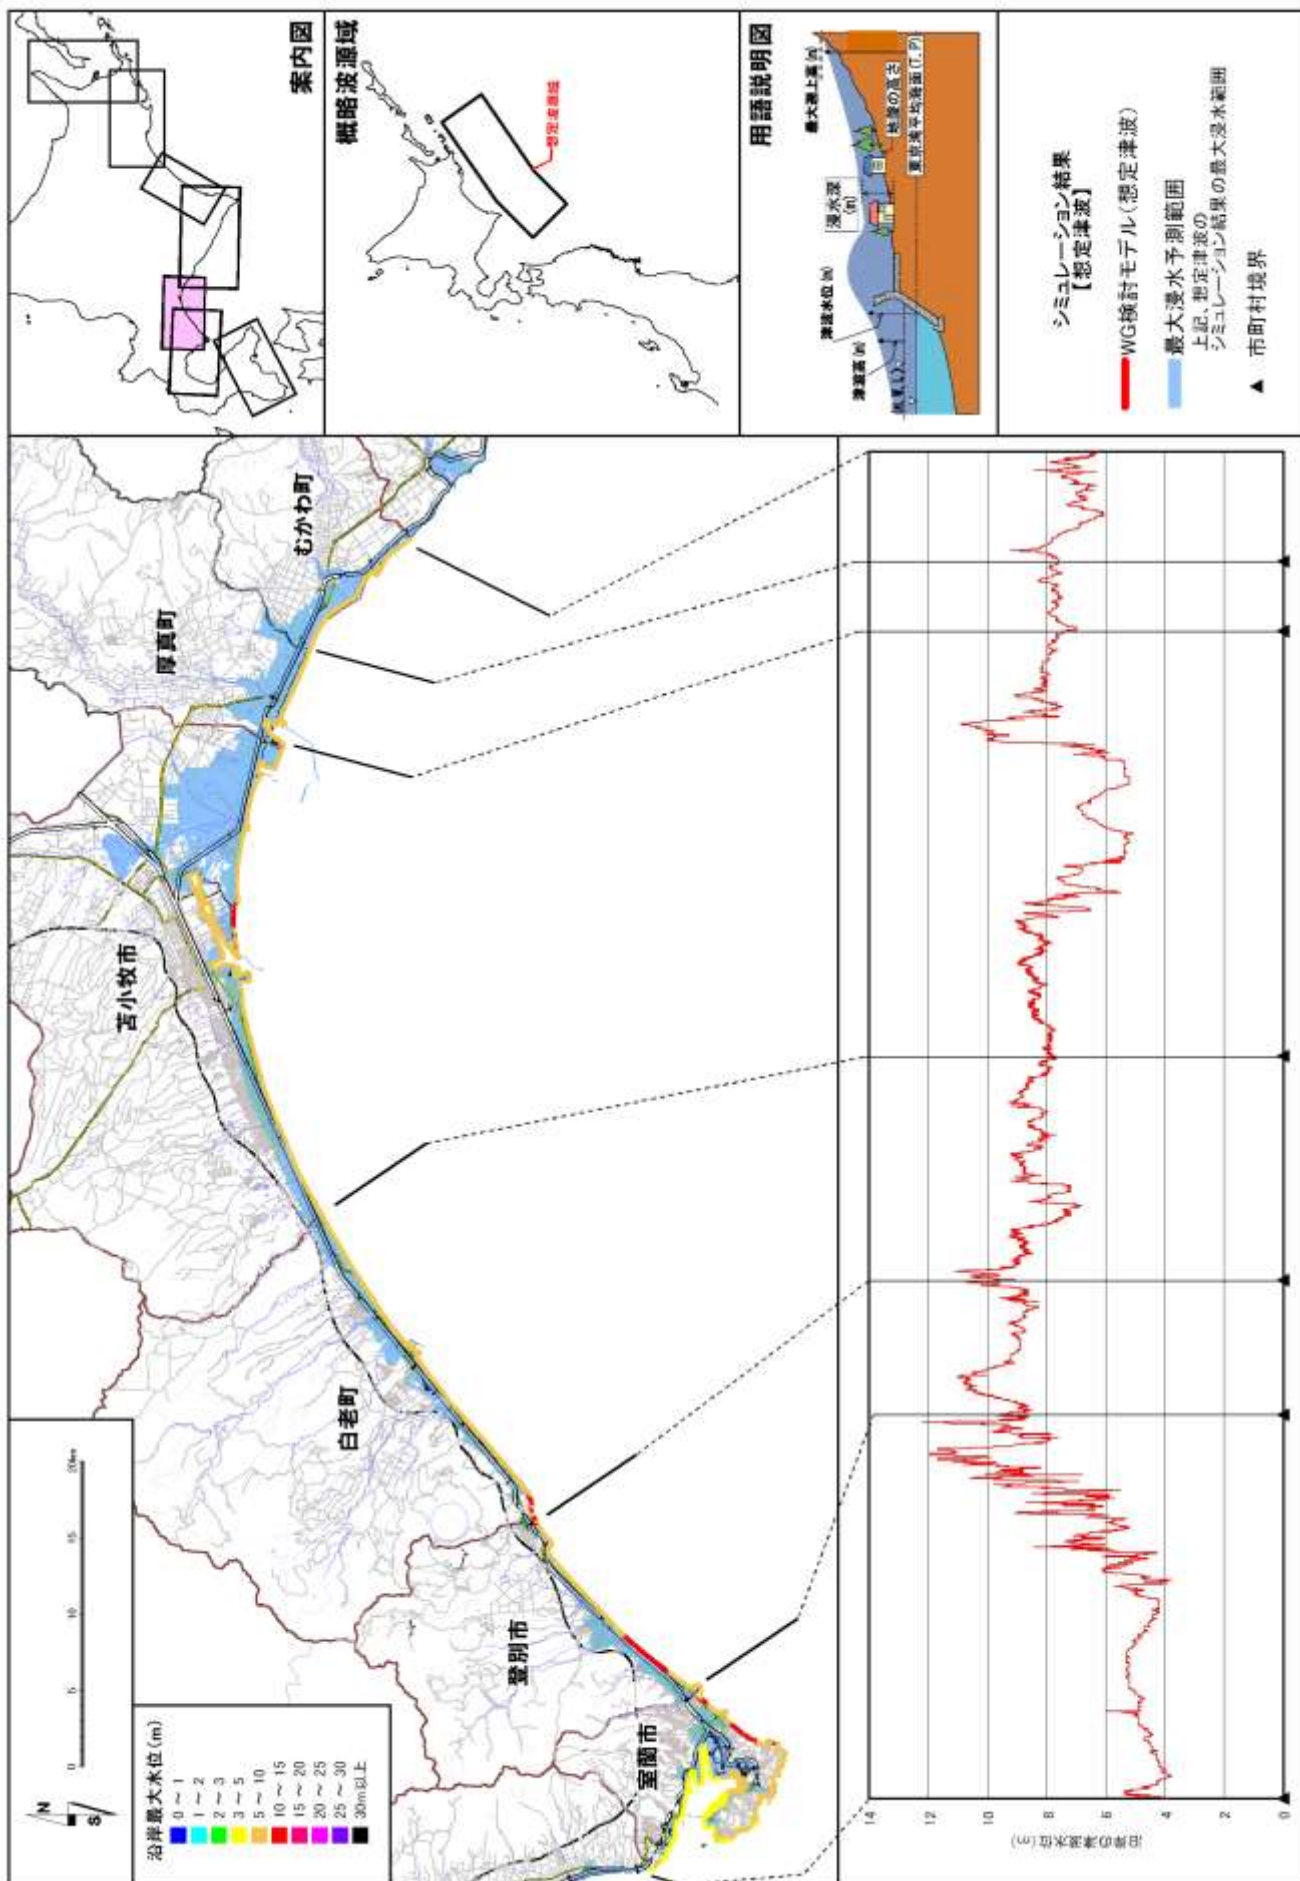 案内図
概略波源域
想定波源域
用語説明図
最大遡上高(m)
浸水深
(m)
地盤の高さ
東京湾平均海面(T.P)
津波水位(m)
津波高(m)
シミュレーション結果
【想定津波】
WG検討モデル(想定津波)
最大浸水予測範囲
上記、想定津波の
シミュレーション結果の最大浸水範囲
▲ 市町村境界
N
S
0 5 10 15 20km
沿岸最大水位(m)
0～1
1～2
2～3
3～5
5～10
10～15
15～20
20～25
25～30
30m以上
室蘭市
登別市
白老町
苫小牧市
厚真町
むかわ町
沿岸の津波水位(m)
14
12
10
8
6
4
2
0